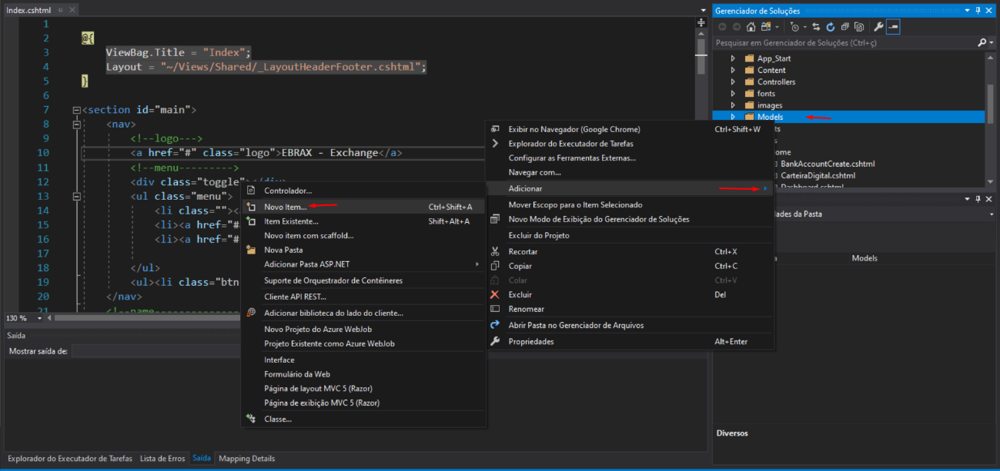 Index.cshtml
1
2 @{
3 ViewBag.Title = "Index";
4 Layout = "~/Views/Shared/_LayoutHeaderFooter.cshtml";
5 }
6
7 <section id="main">
8 <nav>
9 <!--logo--->
10 <a href="#" class="logo">EBRAX - Exchange</a>
11 <!--menu--------->
12 <div class="toggle"></div>
13 <ul class="menu">
14 <li class=""><
15 <li><a href="#
16 <li><a href="#
17
18 </ul>
19 <ul><li class="btn
20 </nav>
21
130 %
Saída
Mostrar saída de:
Explorador do Executador de Tarefas Lista de Erros Saída Mapping Details
Controlador...
Novo Item... Ctrl+Shift+A
Item Existente... Shift+Alt+A
Novo item com scaffold...
Nova Pasta
Adicionar Pasta ASP.NET
Suporte de Orquestrador de Contêineres
Cliente API REST...
Adicionar biblioteca do lado do cliente...
Novo Projeto do Azure WebJob
Projeto Existente como Azure WebJob
Interface
Formulário da Web
Página de layout MVC 5 (Razor)
Página de exibição MVC 5 (Razor)
Classe...
Exibir no Navegador (Google Chrome) Ctrl+Shift+W
Explorador do Executador de Tarefas
Configurar as Ferramentas Externas...
Navegar com...
Adicionar
Mover Escopo para o Item Selecionado
Novo Modo de Exibição do Gerenciador de Soluções
Excluir do Projeto
Recortar Ctrl+X
Copiar Ctrl+C
Colar Ctrl+V
Excluir Del
Renomear
Abrir Pasta no Gerenciador de Arquivos
Propriedades Alt+Enter
Gerenciador de Soluções
Pesquisar em Gerenciador de Soluções (Ctrl+ç)
App_Start
Content
Controllers
fonts
images
Models
ts
s
ome
BankAccountCreate.cshtml
CarteiraDigital.cshtml
Dashboard.cshtml
ades da Pasta
Models
Diversos